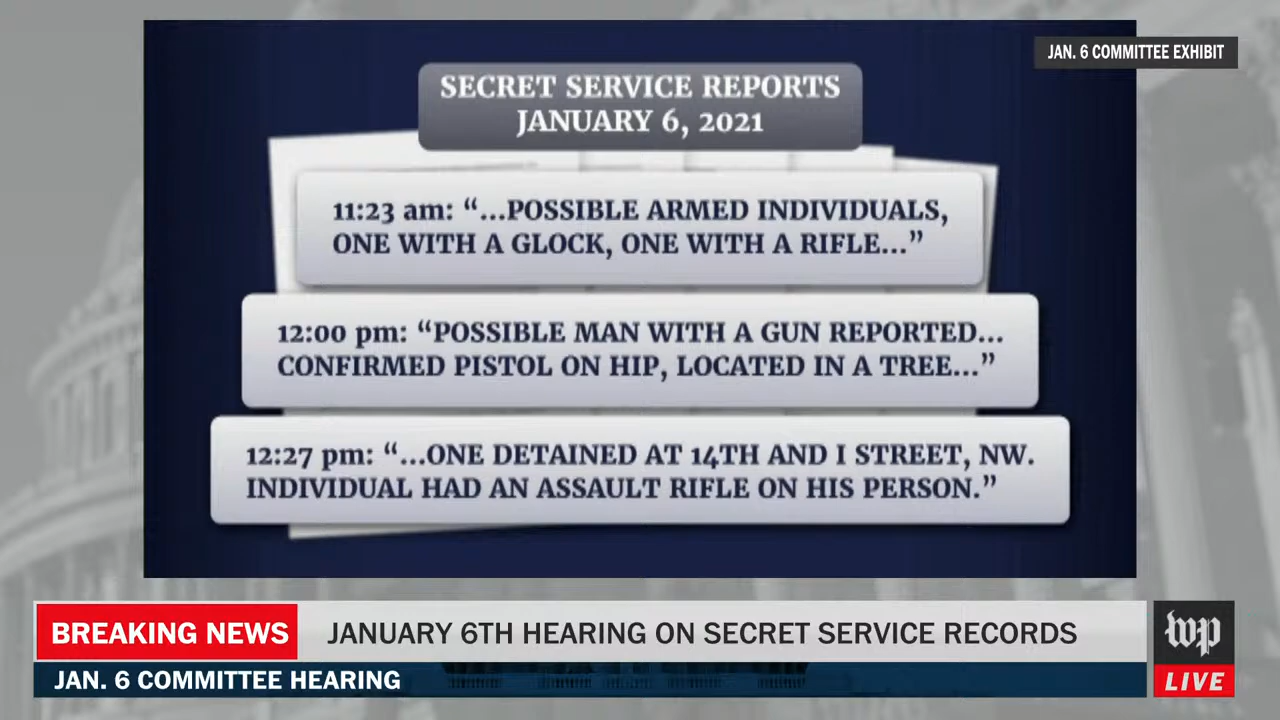 JAN. 6 COMMITTEE EXHIBIT
SECRET SERVICE REPORTS
JANUARY 6, 2021
11:23 am: “...POSSIBLE ARMED INDIVIDUALS,
ONE WITH A GLOCK, ONE WITH A RIFLE...”
12:00 pm: “POSSIBLE MAN WITH A GUN REPORTED...
CONFIRMED PISTOL ON HIP, LOCATED IN A TREE...”
12:27 pm: “...ONE DETAINED AT 14TH AND I STREET, NW.
INDIVIDUAL HAD AN ASSAULT RIFLE ON HIS PERSON.”
BREAKING NEWS
JANUARY 6TH HEARING ON SECRET SERVICE RECORDS
JAN. 6 COMMITTEE HEARING
wp
LIVE